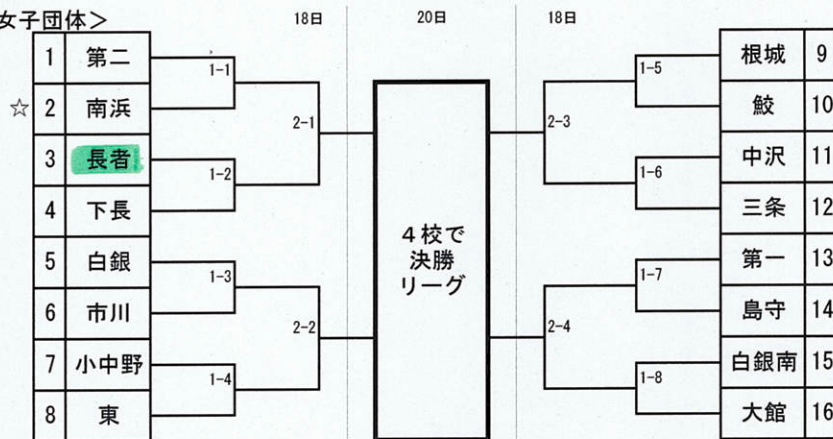 女子団体＞
18日 20日 18日
1 第二
☆ 2 南浜
3 長者
4 下長
5 白銀
6 市川
7 小中野
8 東
1-1
1-2
1-3
1-4
2-1
2-2
4校で
決勝
リーグ
2-3
2-4
1-5
1-6
1-7
1-8
根城 9
鮫 10
中沢 11
三条 12
第一 13
島守 14
白銀南 15
大館 16